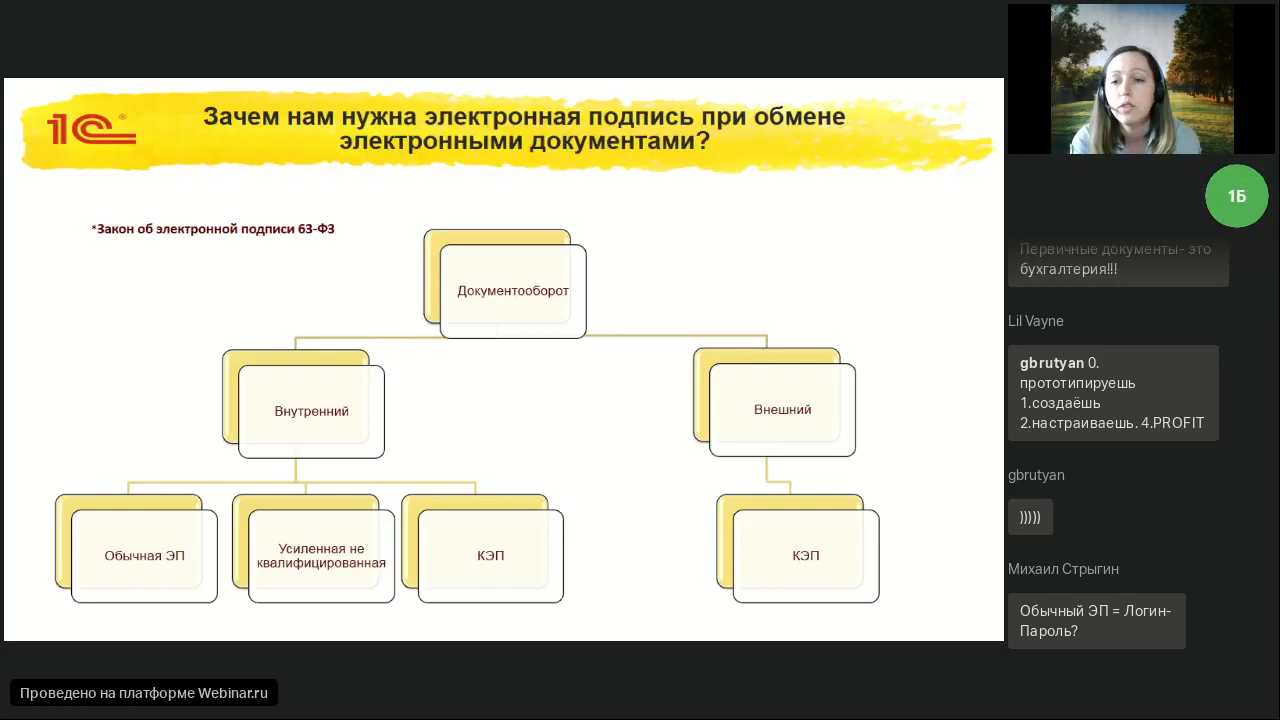 Зачем нам нужна электронная подпись при обмене
электронными документами?
1С®
*Закон об электронной подписи 63-ФЗ
Документооборот
Внутренний
Внешний
Обычная ЭП
Усиленная не
квалифицированная
КЭП
КЭП
Проведено на платформе Webinar.ru
1Б
Первичные документы- это
бухгалтерия!!!
Lil Vayne
gbrutyan 0.
прототипируешь
1.создаёшь
2.настраиваешь. 4.PROFIT
gbrutyan
)))))
Михаил Стрыгин
Обычный ЭП = Логин-
Пароль?